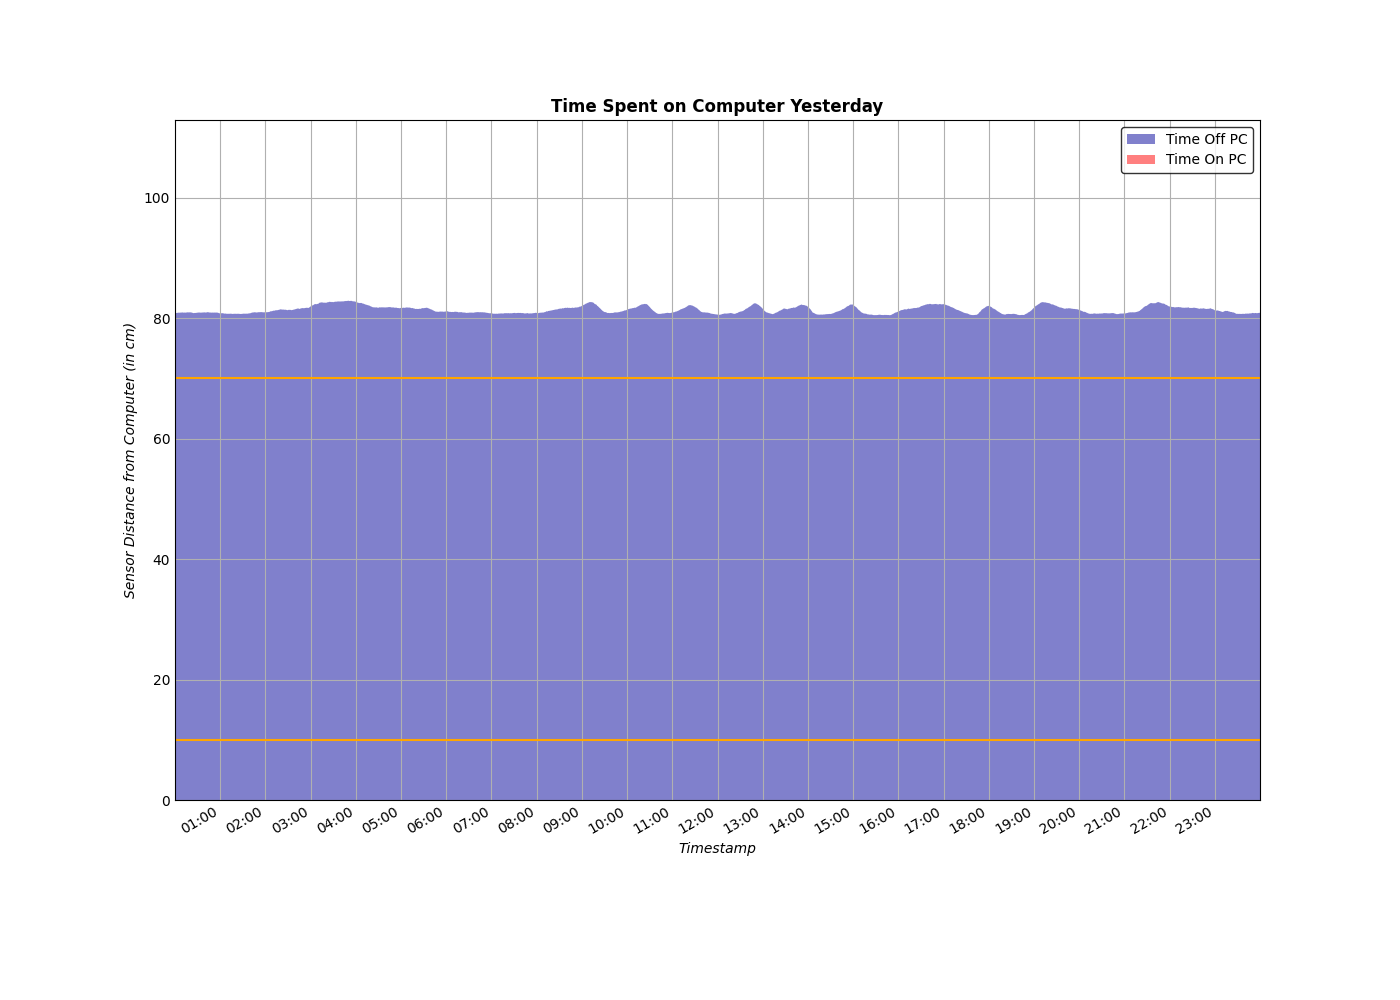 Time Spent on Computer Yesterday
Time Off PC
Time On PC
Sensor Distance from Computer (in cm)
100
80
60
40
20
0
01:00 02:00 03:00 04:00 05:00 06:00 07:00 08:00 09:00 10:00 11:00 12:00 13:00 14:00 15:00 16:00 17:00 18:00 19:00 20:00 21:00 22:00 23:00
Timestamp